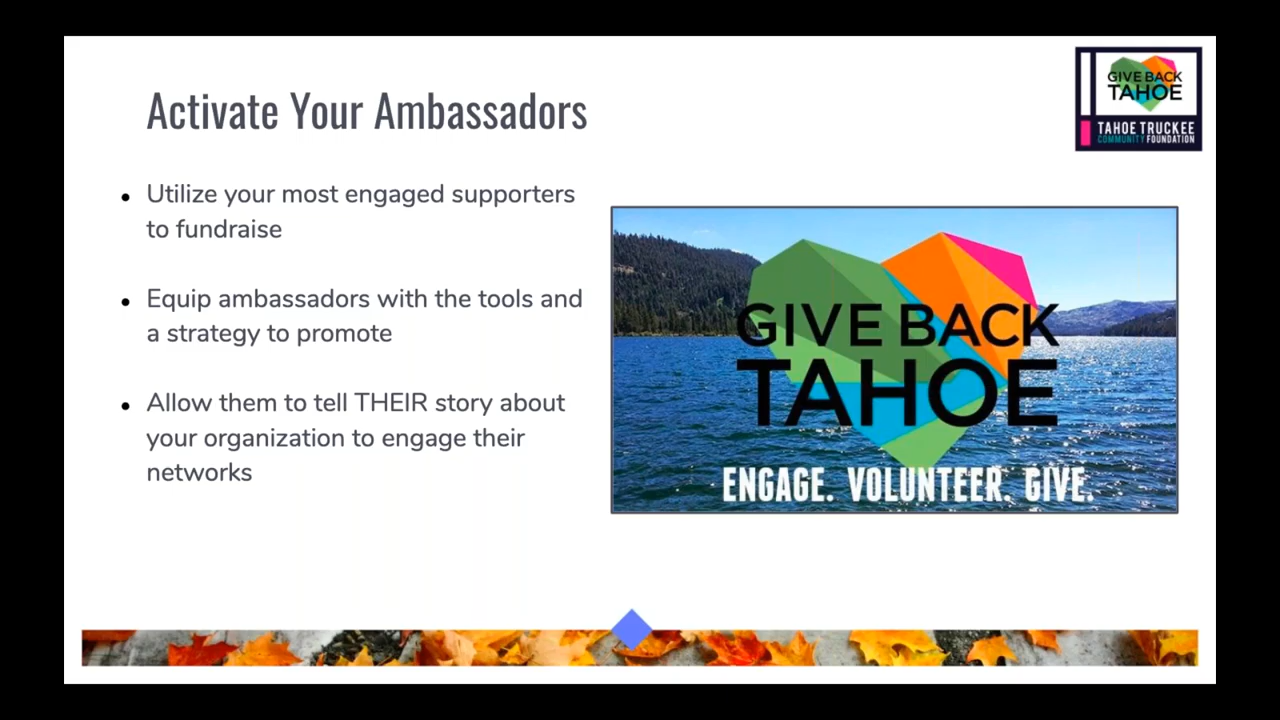 GIVE BACK
TAHOE
TAHOE TRUCKEE
COMMUNITY FOUNDATION
Activate Your Ambassadors
• Utilize your most engaged supporters
to fundraise
• Equip ambassadors with the tools and
a strategy to promote
• Allow them to tell THEIR story about
your organization to engage their
networks
GIVE BACK
TAHOE
ENGAGE. VOLUNTEER. GIVE.